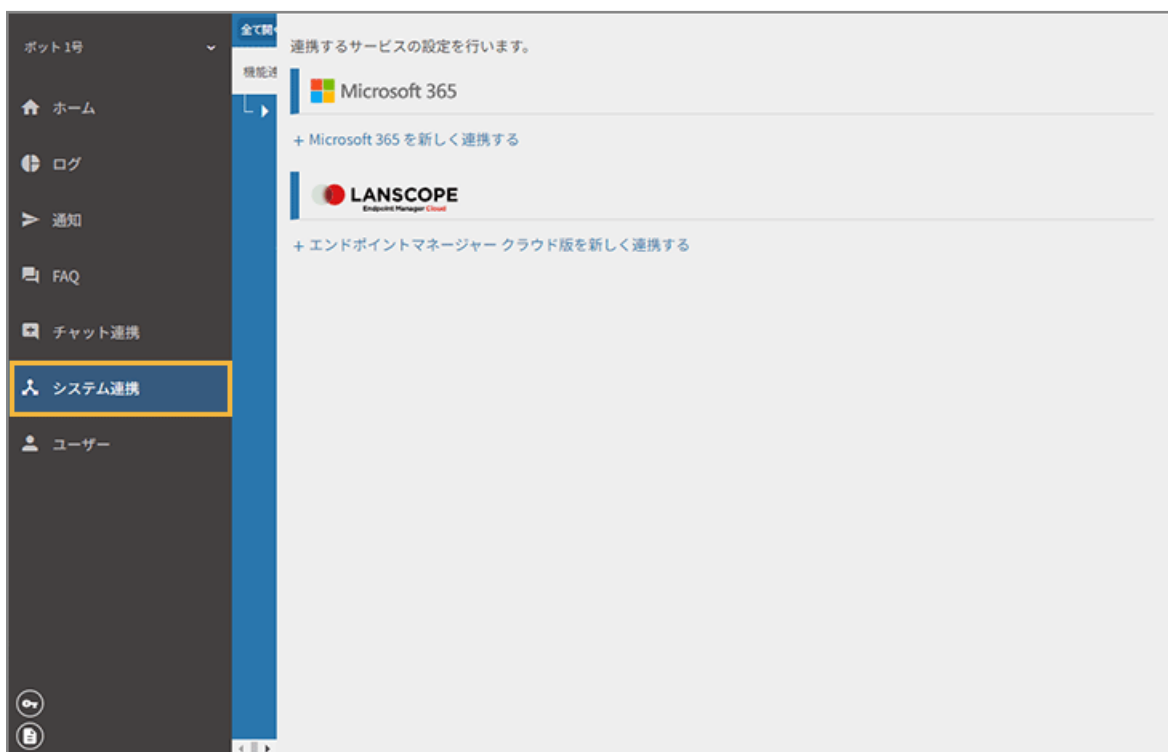 ボット1号
ホーム
ログ
通知
FAQ
チャット連携
システム連携
ユーザー
全て開
機能連
連携するサービスの設定を行います。
Microsoft 365
+ Microsoft 365 を新しく連携する
LANSCOPE
Endpoint Manager Cloud
+ エンドポイントマネージャー クラウド版を新しく連携する